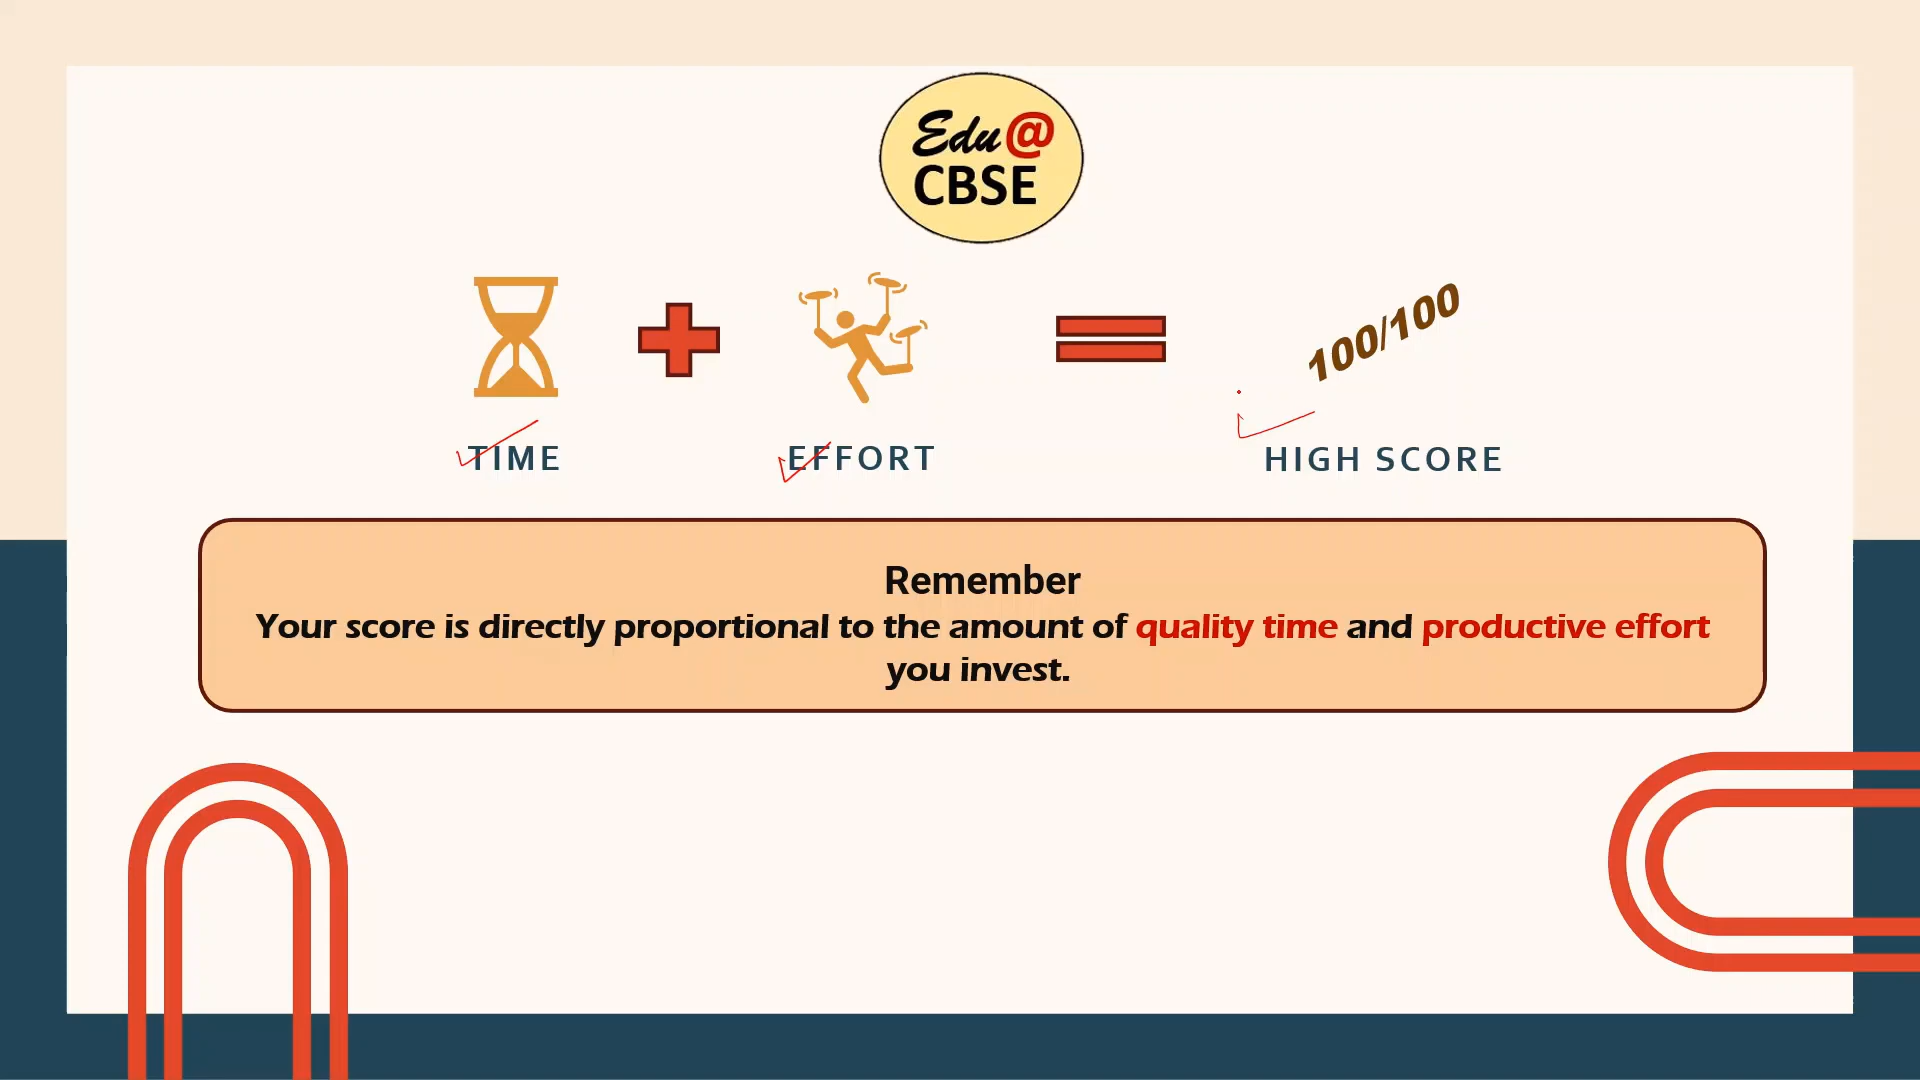 Edu@
CBSE
100/100
TIME
EFFORT
HIGH SCORE
Remember
Your score is directly proportional to the amount of quality time and productive effort
you invest.